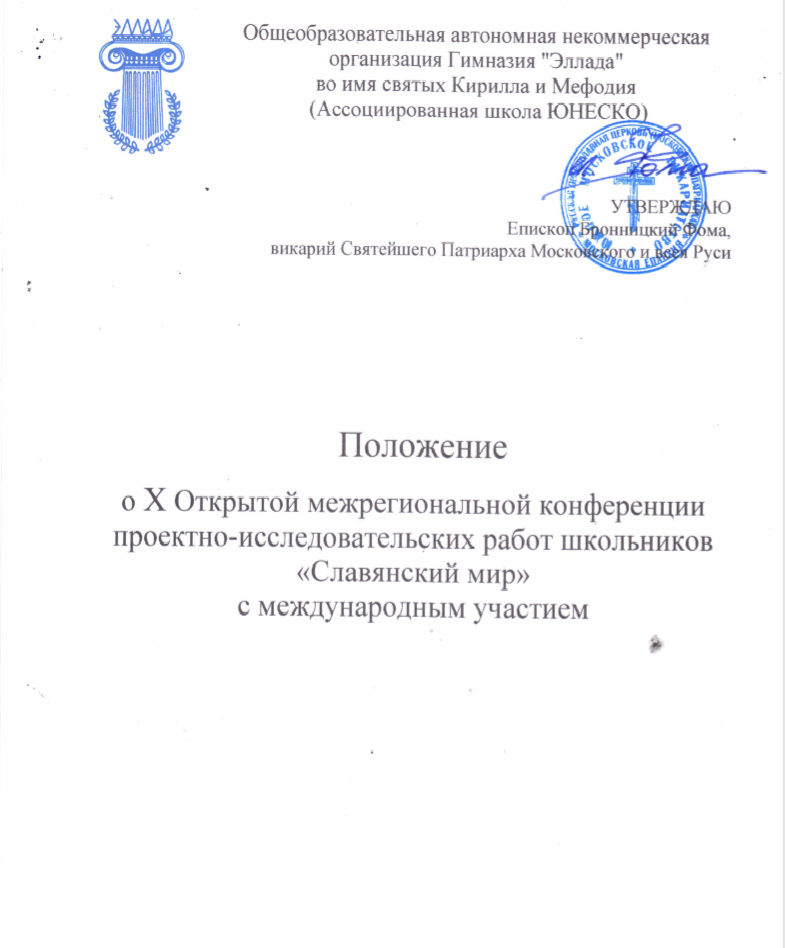 Общеобразовательная автономная некоммерческая
организация Гимназия "Эллада"
во имя святых Кирилла и Мефодия
(Ассоциированная школа ЮНЕСКО)
УТВЕРЖДАЮ
Епископ Бронницкий Фома,
викарий Святейшего Патриарха Московского и всея Руси
Положение
о X Открытой межрегиональной конференции
проектно-исследовательских работ школьников
«Славянский мир»
с международным участием